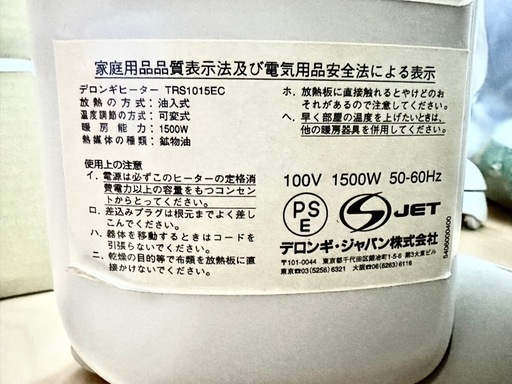 家庭用品品質表示法及び電気用品安全法による表示
デロンギヒーター TRS1015EC
放熱の方式：油入式
温度調節の方式：可変式
暖房能力：1500W
熱媒体の種類：鉱物油
使用上の注意
イ．電源は必ずこのヒーターの定格消
費電力以上の容量をもつコンセン
トからとってください。
ロ．差込みプラグは根元までよく差し
こんでください。
ハ．器体を移動するときはコードを
引張らないでください。
ニ．乾燥の目的等で布類を放熱板に直
接かけないでください。
ホ．放熱板に直接触れるとやけどのお
それがあるので注意してください。
ヘ．早く部屋の温度を上げたいときは、
他の暖房器具を併用してください。
100V 1500W 50-60Hz
PS
E
JET
デロンギ・ジャパン株式会社
〒101-0044 東京都千代田区鍛冶町1-5-6 第3大東ビル
東京四03(5256)6321 大阪四06(6263)6116
5406000400